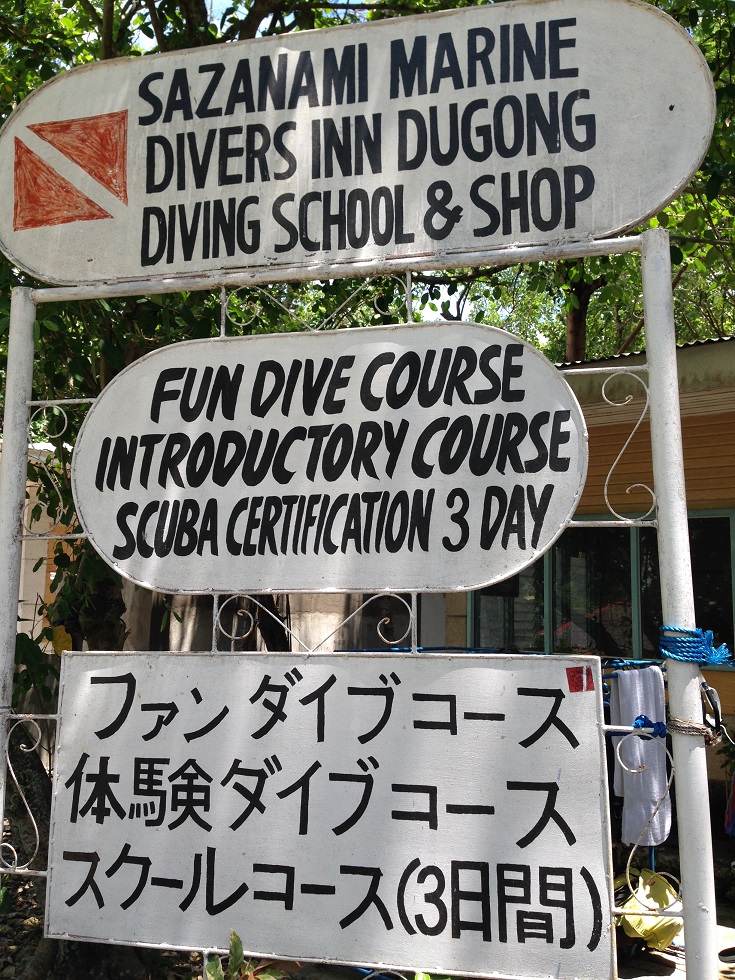 SAZANAMI MARINE
DIVERS INN DUGONG
DIVING SCHOOL & SHOP
FUN DIVE COURSE
INTRODUCTORY COURSE
SCUBA CERTIFICATION 3 DAY
ファンダイブコース
体験ダイブコース
スクールコース(3日間)